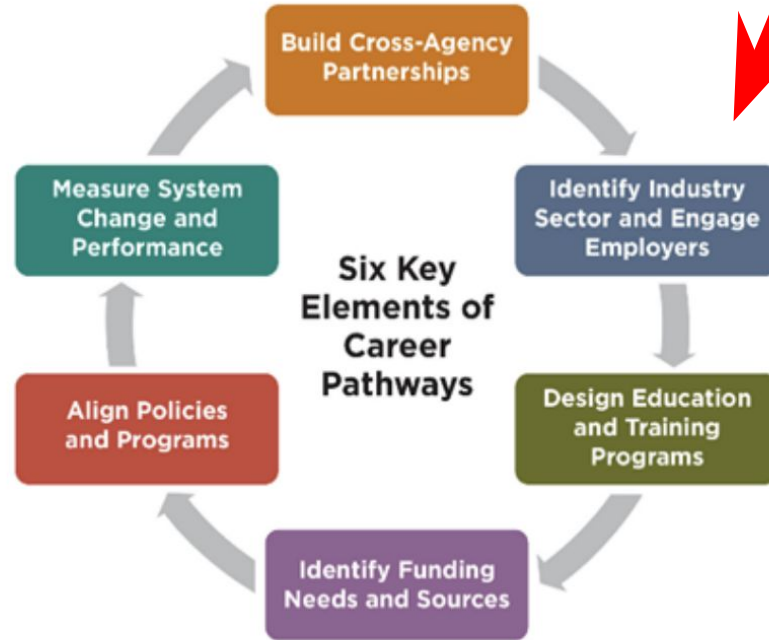 Build Cross-Agency
Partnerships
Identify Industry
Sector and Engage
Employers
Design Education
and Training
Programs
Identify Funding
Needs and Sources
Align Policies
and Programs
Measure System
Change and
Performance
Six Key
Elements of
Career
Pathways